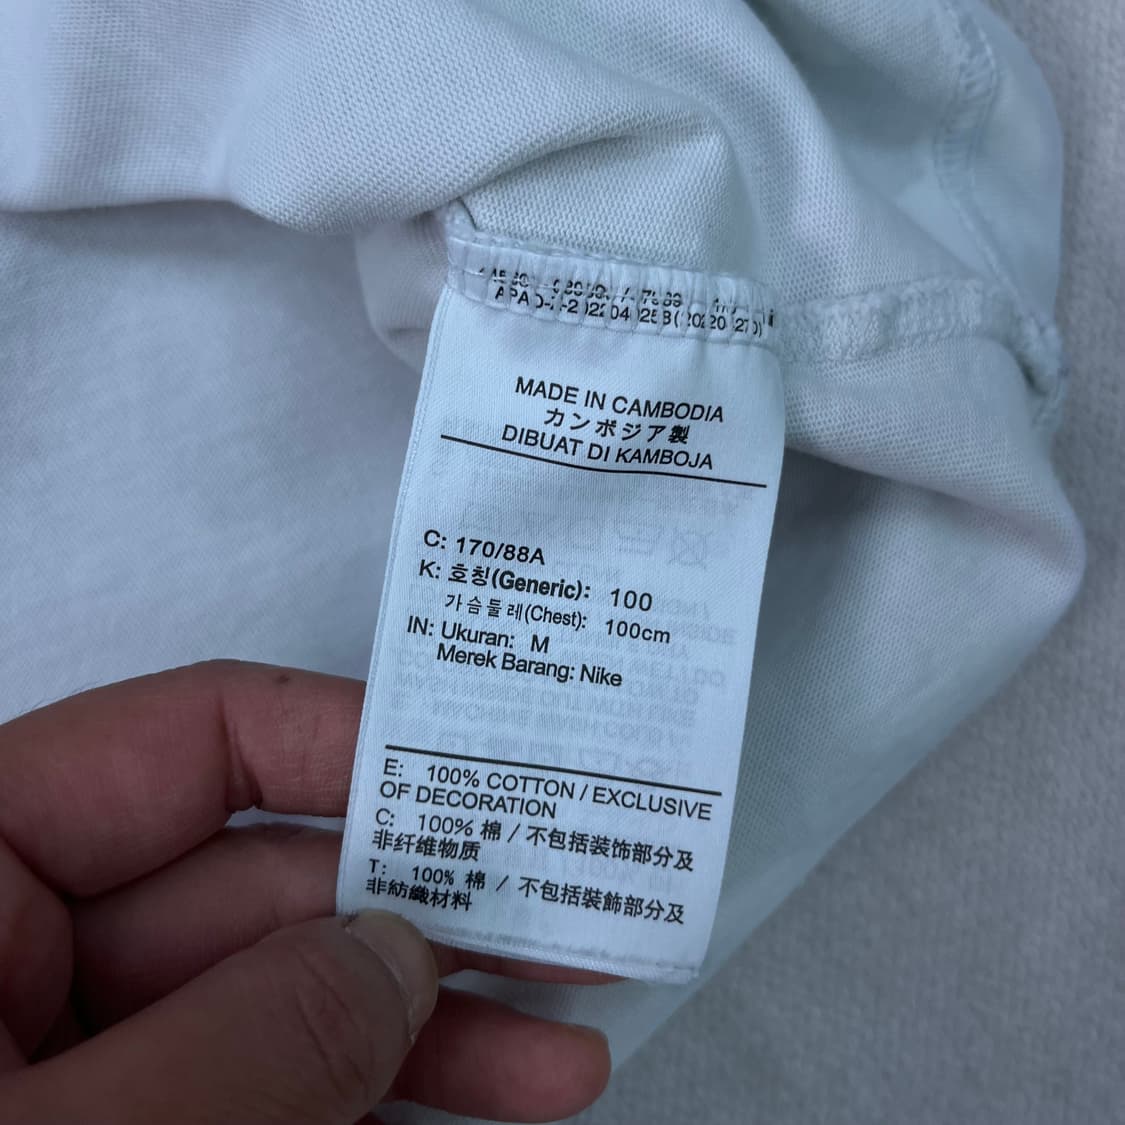 MADE IN CAMBODIA
カンボジア製
DIBUAT DI KAMBOJA
C: 170/88A
K: 호칭(Generic): 100
가슴둘레(Chest): 100cm
IN: Ukuran: M
Merek Barang: Nike
E: 100% COTTON / EXCLUSIVE
OF DECORATION
C: 100% 棉 / 不包括装饰部分及
非纤维物质
T: 100% 棉 / 不包括裝飾部分及
非紡織材料